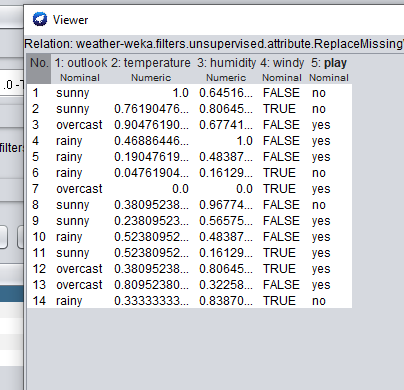 Viewer
Relation: weather-weka.filters.unsupervised.attribute.ReplaceMissing
No. 1: outlook 2: temperature 3: humidity 4: windy 5: play
Nominal Numeric Numeric Nominal Nominal
1 sunny 1.0 0.64516... FALSE no
2 sunny 0.76190476... 0.80645... TRUE no
3 overcast 0.90476190... 0.67741... FALSE yes
4 rainy 0.46886446... 1.0 FALSE yes
5 rainy 0.19047619... 0.48387... FALSE yes
6 rainy 0.04761904... 0.16129... TRUE no
7 overcast 0.0 0.0 TRUE yes
8 sunny 0.38095238... 0.96774... FALSE no
9 sunny 0.23809523... 0.56575... FALSE yes
10 rainy 0.52380952... 0.48387... FALSE yes
11 sunny 0.52380952... 0.16129... TRUE yes
12 overcast 0.38095238... 0.80645... TRUE yes
13 overcast 0.80952380... 0.32258... FALSE yes
14 rainy 0.33333333... 0.83870... TRUE no
.0 -T
filters